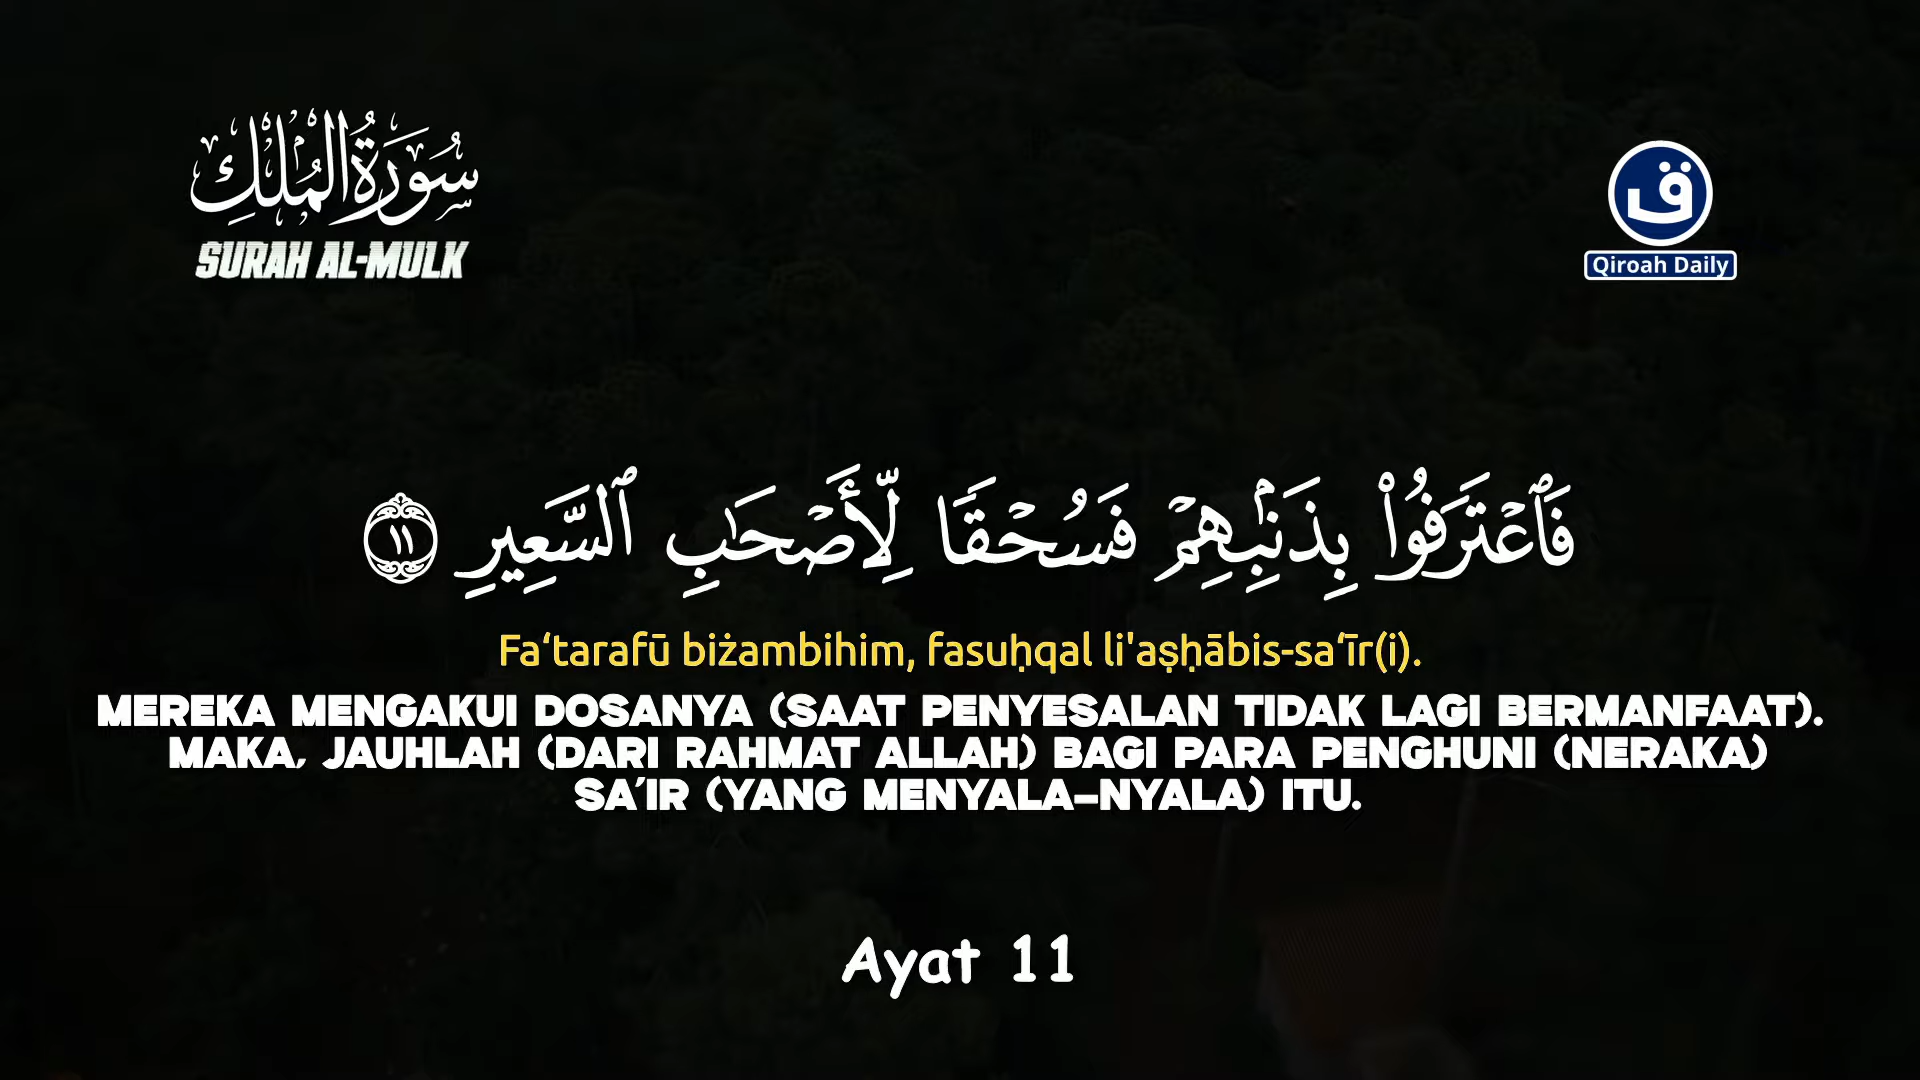 سُورَةُ الْمُلْكِ
SURAH AL-MULK
ق
Qiroah Daily
فَٱعۡتَرَفُواْ بِذَنۢبِهِمۡ فَسُحۡقٗا لِّأَصۡحَٰبِ ٱلسَّعِيرِ ١١
Fa‘tarafū biżambihim, fasuḥqal li'aṣḥābis-sa‘īr(i).
MEREKA MENGAKUI DOSANYA (SAAT PENYESALAN TIDAK LAGI BERMANFAAT).
MAKA, JAUHLAH (DARI RAHMAT ALLAH) BAGI PARA PENGHUNI (NERAKA)
SA’IR (YANG MENYALA-NYALA) ITU.
Ayat 11